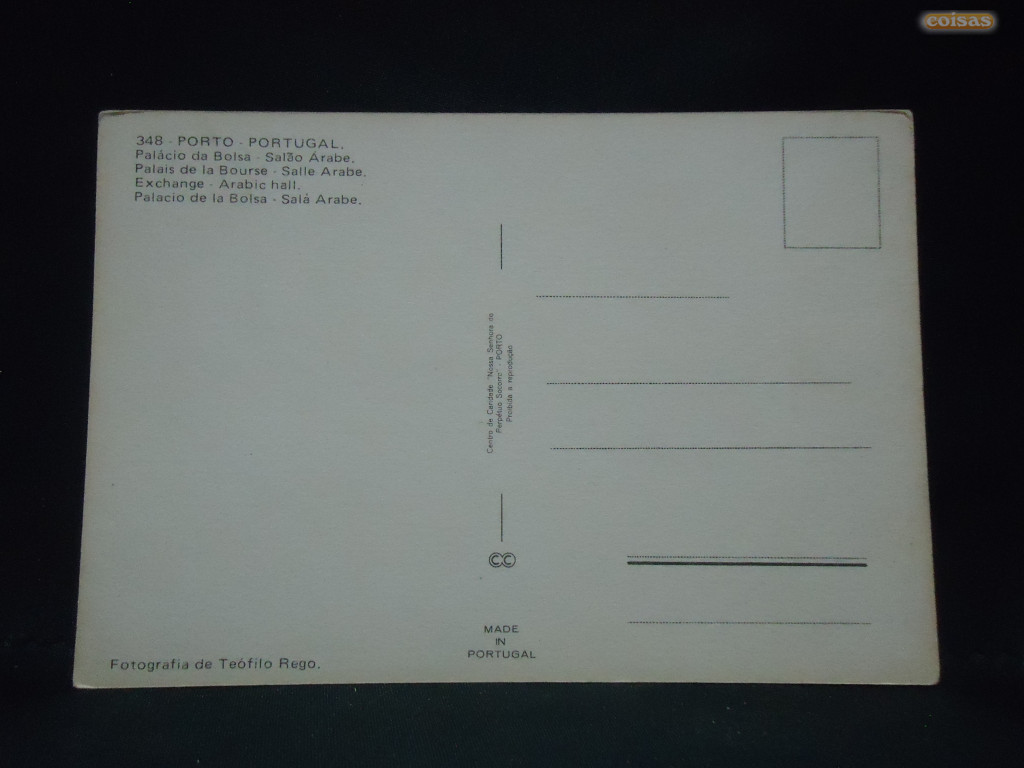 coisas
348 - PORTO - PORTUGAL.
Palácio da Bolsa - Salão Árabe.
Palais de la Bourse - Salle Arabe.
Exchange - Arabic hall.
Palacio de la Bolsa - Salá Arabe.
Centro de Caridade "Nossa Senhora do
Perpétuo Socorro" - PORTO
Proibida a reprodução
CC
MADE
IN
PORTUGAL
Fotografia de Teófilo Rego.